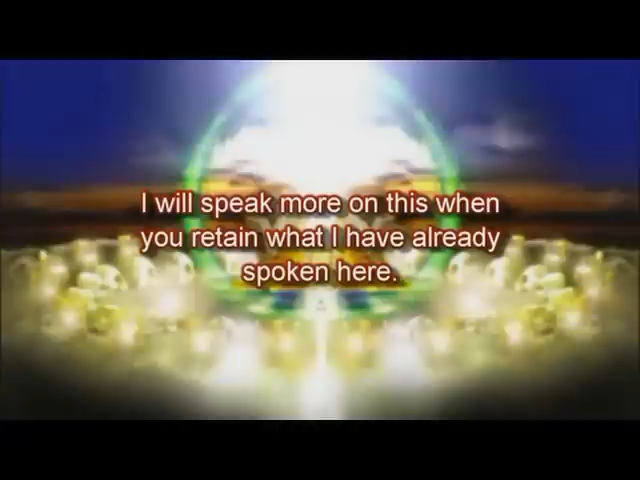 I will speak more on this when
you retain what I have already
spoken here.